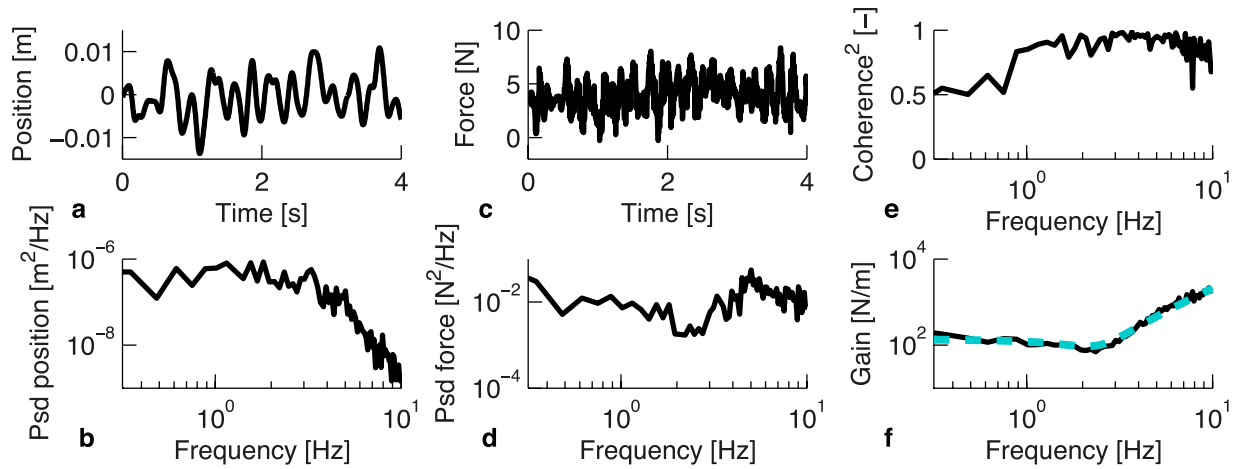 Position [m]
0.01
0
−0.01
0
2
4
Time [s]
a
Force [N]
10
5
0
0
2
4
Time [s]
c
Coherence² [−]
1
0.5
0
10⁰
10¹
Frequency [Hz]
e
Psd position [m²/Hz]
10⁻⁶
10⁻⁸
10⁰
10¹
Frequency [Hz]
b
Psd force [N²/Hz]
10⁻²
10⁻⁴
10⁰
10¹
Frequency [Hz]
d
Gain [N/m]
10⁴
10²
10⁰
10¹
Frequency [Hz]
f